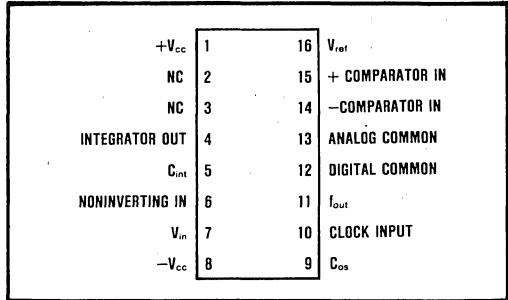 +Vcc 1 16 Vref
NC 2 15 + COMPARATOR IN
NC 3 14 −COMPARATOR IN
INTEGRATOR OUT 4 13 ANALOG COMMON
Cint 5 12 DIGITAL COMMON
NONINVERTING IN 6 11 fout
Vin 7 10 CLOCK INPUT
−Vcc 8 9 Cos